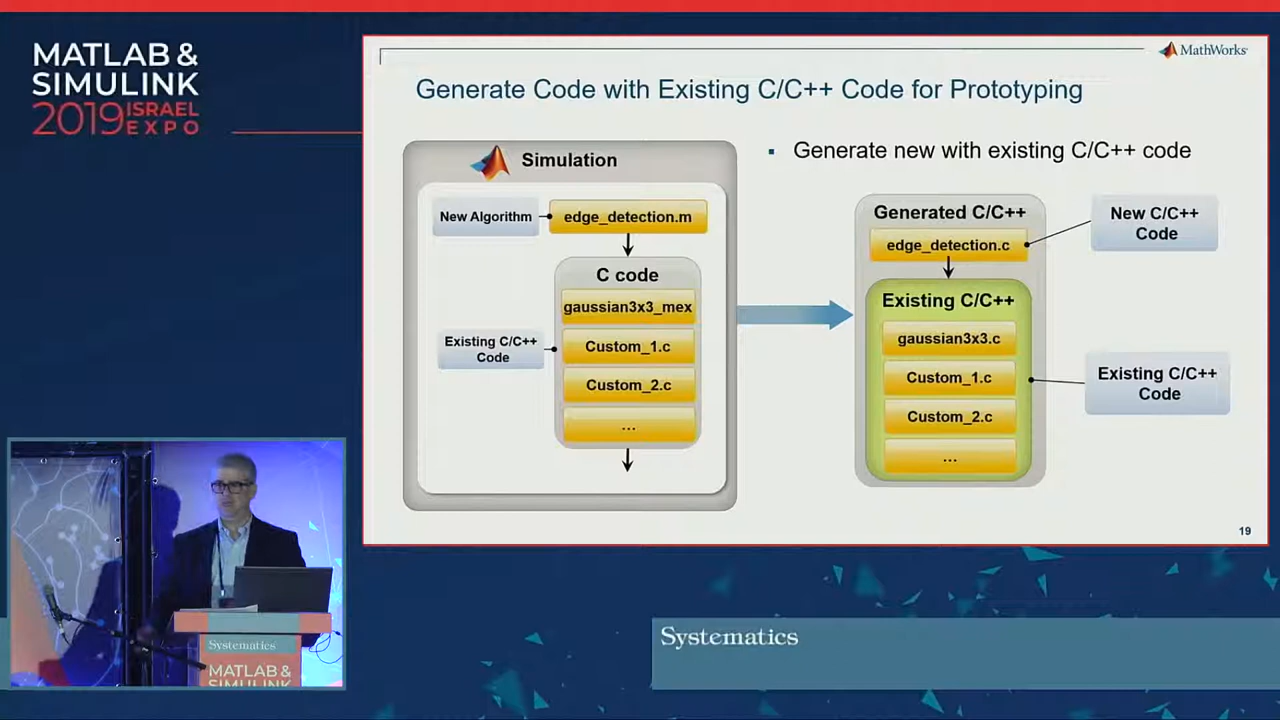 MATLAB &
SIMULINK
2019 ISRAEL
EXPO
MathWorks
Generate Code with Existing C/C++ Code for Prototyping
Simulation
New Algorithm
edge_detection.m
C code
gaussian3x3_mex
Existing C/C++
Code
Custom_1.c
Custom_2.c
...
▪ Generate new with existing C/C++ code
Generated C/C++
edge_detection.c
New C/C++
Code
Existing C/C++
gaussian3x3.c
Custom_1.c
Custom_2.c
...
Existing C/C++
Code
19
Systematics
MATLAB &
SIMULINK
Systematics